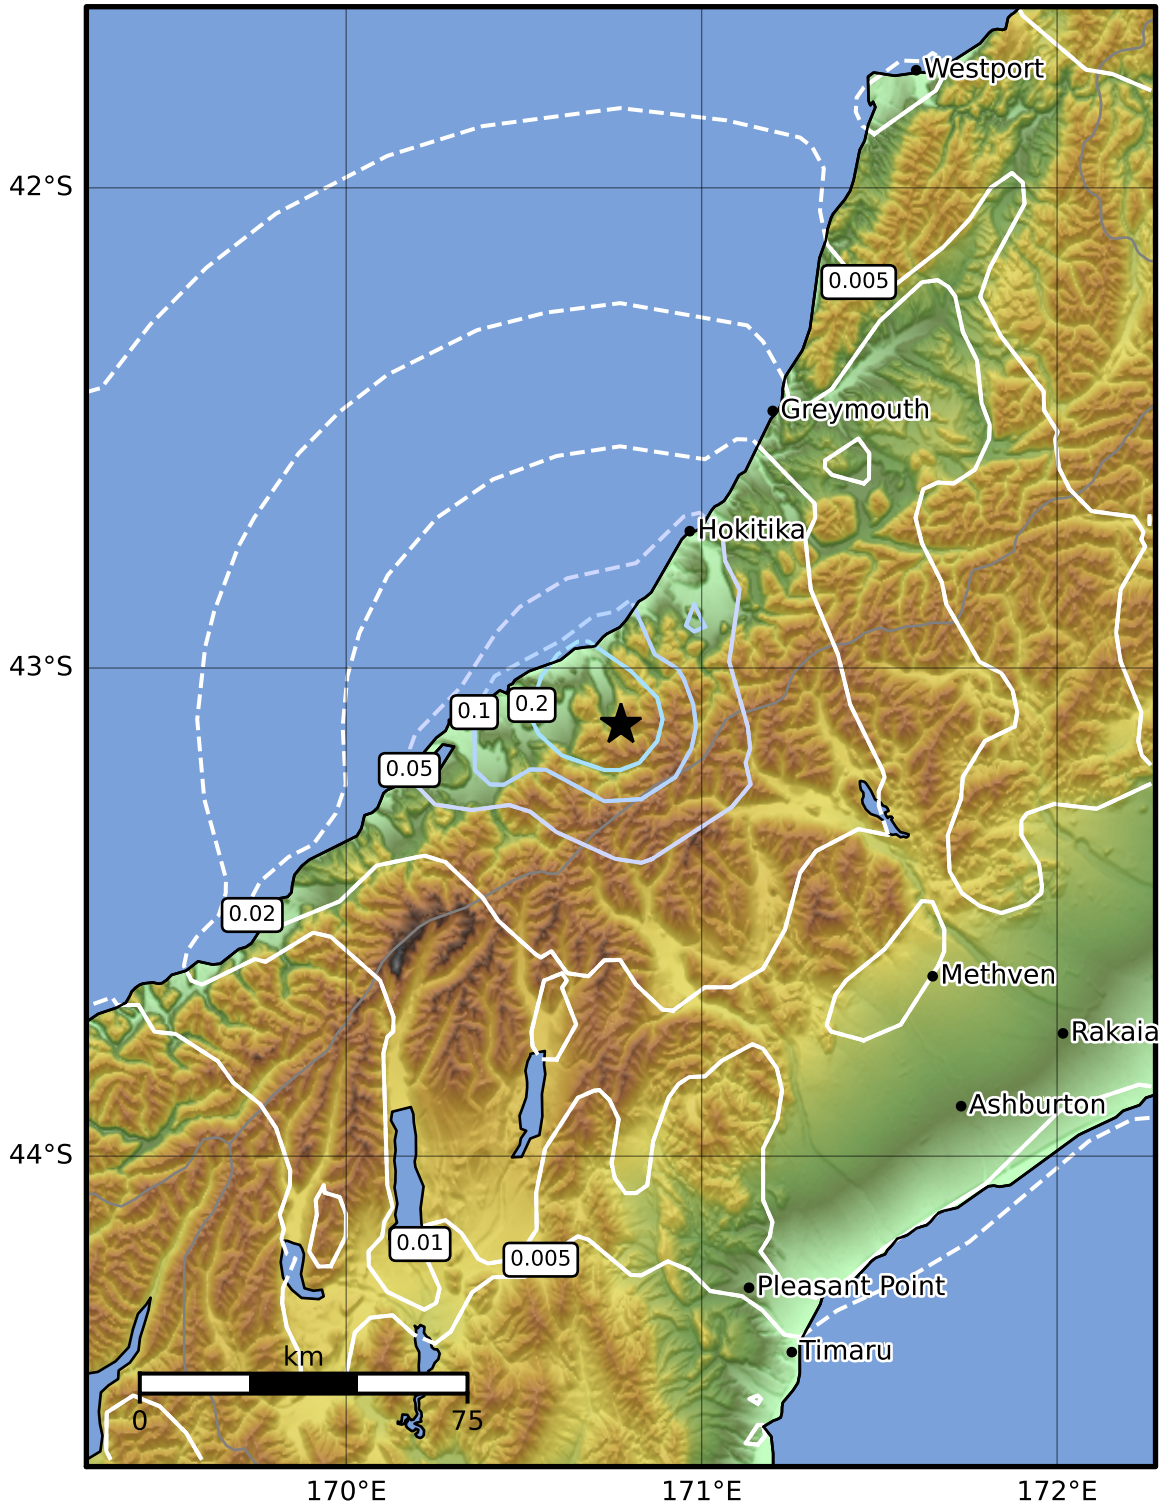 Westport
42°S
0.005
Greymouth
Hokitika
43°S
0.2
0.1
0.05
0.02
Methven
Rakaia
Ashburton
44°S
0.01
0.005
Pleasant Point
Timaru
km
0 75
170°E 171°E 172°E